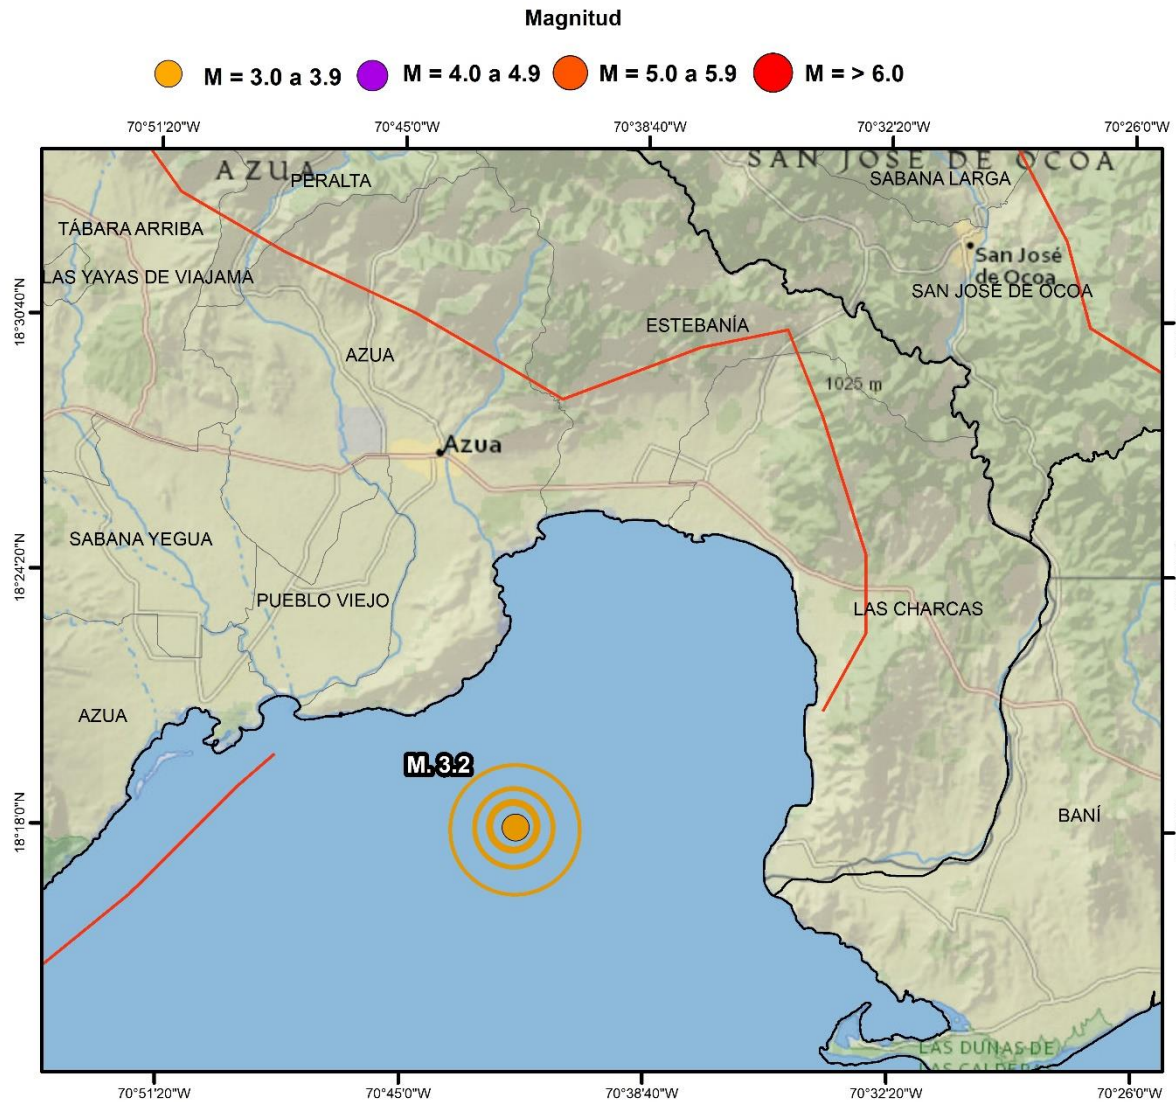 Magnitud
M = 3.0 a 3.9 M = 4.0 a 4.9 M = 5.0 a 5.9 M = > 6.0
70°51'20"W 70°45'0"W 70°38'40"W 70°32'20"W 70°26'0"W
AZUA
SAN JOSÉ DE OCOA
PERALTA
SABANA LARGA
TÁBARA ARRIBA
San José
de Ocoa
LAS YAYAS DE VIAJAMA
SAN JOSÉ DE OCOA
18°30'40"N
ESTEBANÍA
AZUA
1025 m
Azua
SABANA YEGUA
18°24'20"N
PUEBLO VIEJO
LAS CHARCAS
AZUA
M. 3.2
18°18'0"N
BANÍ
LAS DUNAS DE
LAS CALDER
70°51'20"W 70°45'0"W 70°38'40"W 70°32'20"W 70°26'0"W